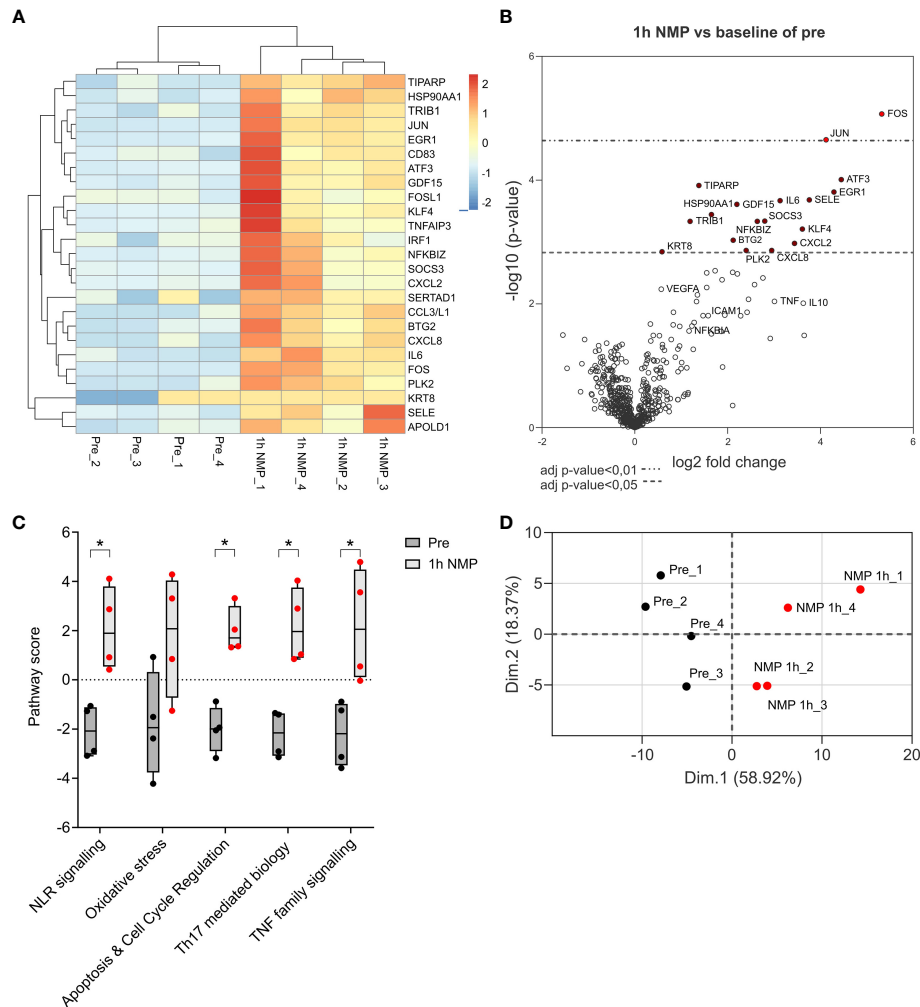 A
TIPARP
HSP90AA1
TRIB1
JUN
EGR1
CD83
ATF3
GDF15
FOSL1
KLF4
TNFAIP3
IRF1
NFKBIZ
SOCS3
CXCL2
SERTAD1
CCL3/L1
BTG2
CXCL8
IL6
FOS
PLK2
KRT8
SELE
APOLD1
2
1
0
-1
-2
Pre_2
Pre_3
Pre_1
Pre_4
1h NMP_1
1h NMP_4
1h NMP_2
1h NMP_3
B
1h NMP vs baseline of pre
6
4
2
0
-log10 (p-value)
FOS
JUN
ATF3
TIPARP
EGR1
HSP90AA1
GDF15
IL6
SELE
TRIB1
SOCS3
NFKBIZ
KLF4
BTG2
CXCL2
KRT8
PLK2
CXCL8
VEGFA
TNF
IL10
ICAM1
NFKBIA
-2 0 2 4 6
log2 fold change
adj p-value<0,01
adj p-value<0,05
C
6
4
2
0
-2
-4
-6
Pathway score
* * * *
Pre
1h NMP
NLR signalling
Oxidative stress
Apoptosis & Cell Cycle Regulation
Th17 mediated biology
TNF family signalling
D
10
5
0
-5
Dim.2 (18.37%)
Pre_1
Pre_2
Pre_4
Pre_3
NMP 1h_1
NMP 1h_4
NMP 1h_2
NMP 1h_3
-10 0 10 20
Dim.1 (58.92%)